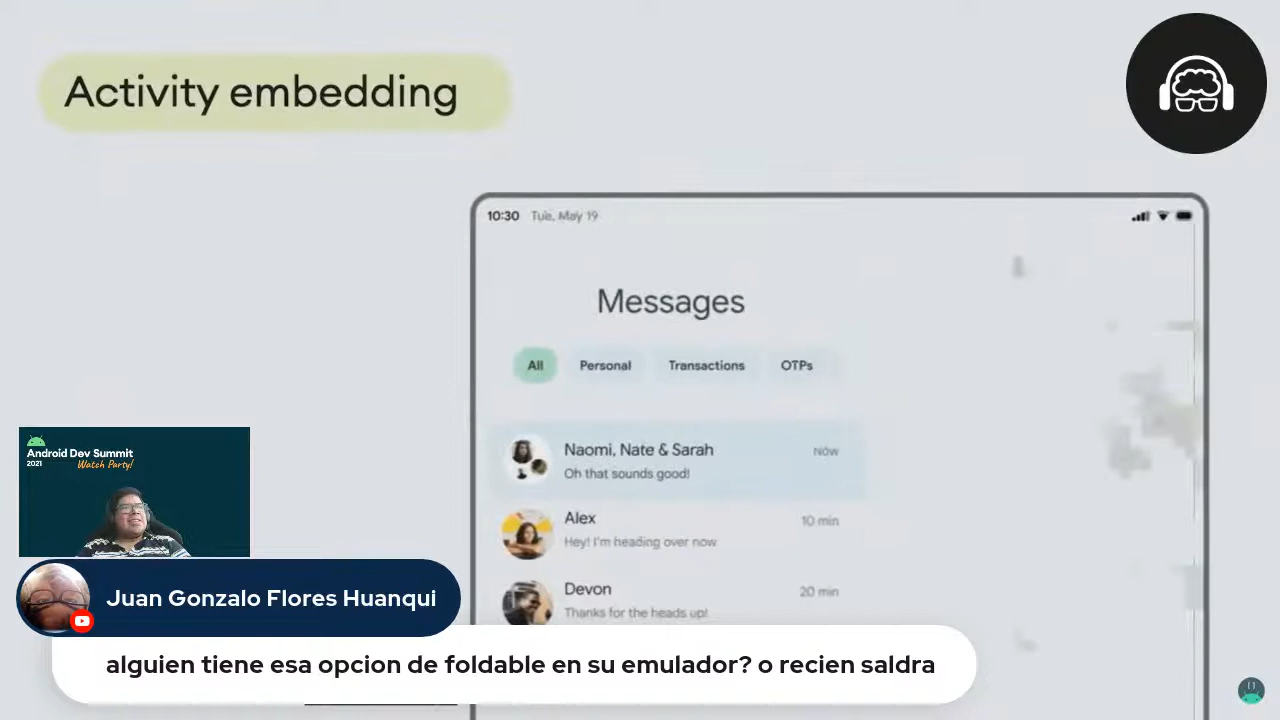 Activity embedding
10:30 Tue, May 19
Messages
All Personal Transactions OTPs
Naomi, Nate & Sarah Now
Oh that sounds good!
Alex 10 min
Hey! I'm heading over now
Devon 20 min
Thanks for the heads up!
Android Dev Summit
2021 Watch Party!
Juan Gonzalo Flores Huanqui
alguien tiene esa opcion de foldable en su emulador? o recien saldra